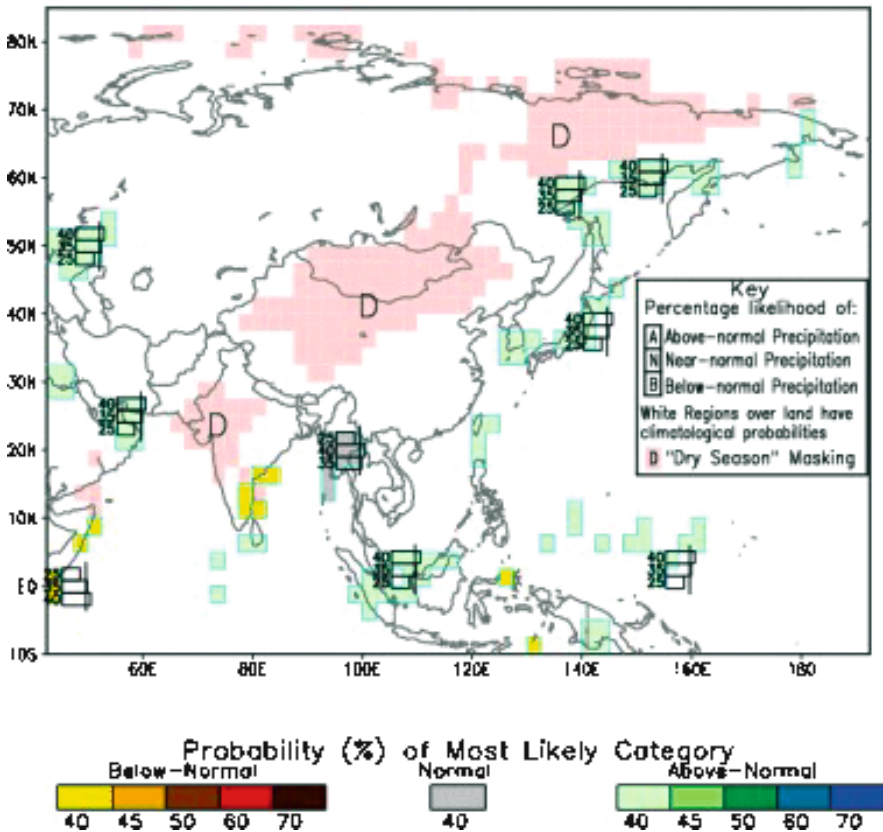 80N
70N
D
60N
50N
D
40N
30N
D
20N
10N
EQ
10S
60E 80E 100E 120E 140E 160E 180
Key
Percentage likelihood of:
A Above-normal Precipitation
N Near-normal Precipitation
B Below-normal Precipitation
White Regions over land have
climatological probabilities
D "Dry Season" Masking
Probability (%) of Most Likely Category
Below-Normal Normal Above-Normal
40 45 50 60 70 40 40 45 50 60 70